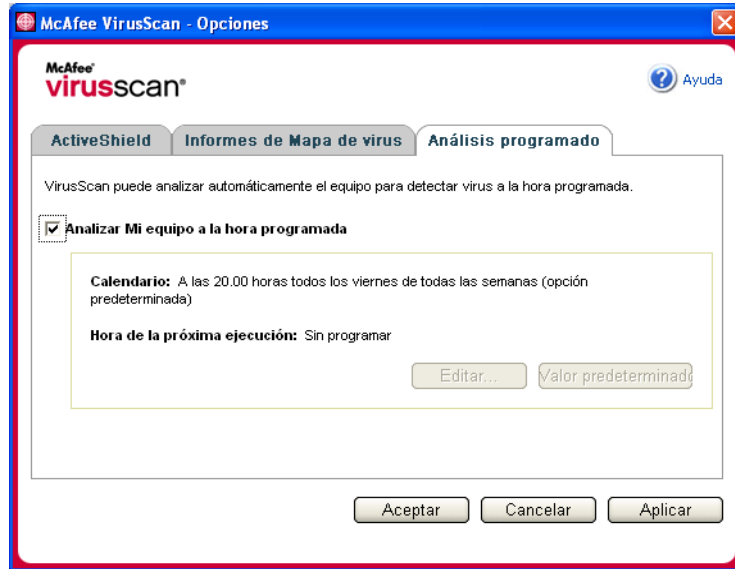 McAfee VirusScan - Opciones
McAfee®
virusscan®
Ayuda
ActiveShield
Informes de Mapa de virus
Análisis programado
VirusScan puede analizar automáticamente el equipo para detectar virus a la hora programada.
Analizar Mi equipo a la hora programada
Calendario: A las 20.00 horas todos los viernes de todas las semanas (opción
predeterminada)
Hora de la próxima ejecución: Sin programar
Editar...
Valor predeterminado
Aceptar
Cancelar
Aplicar